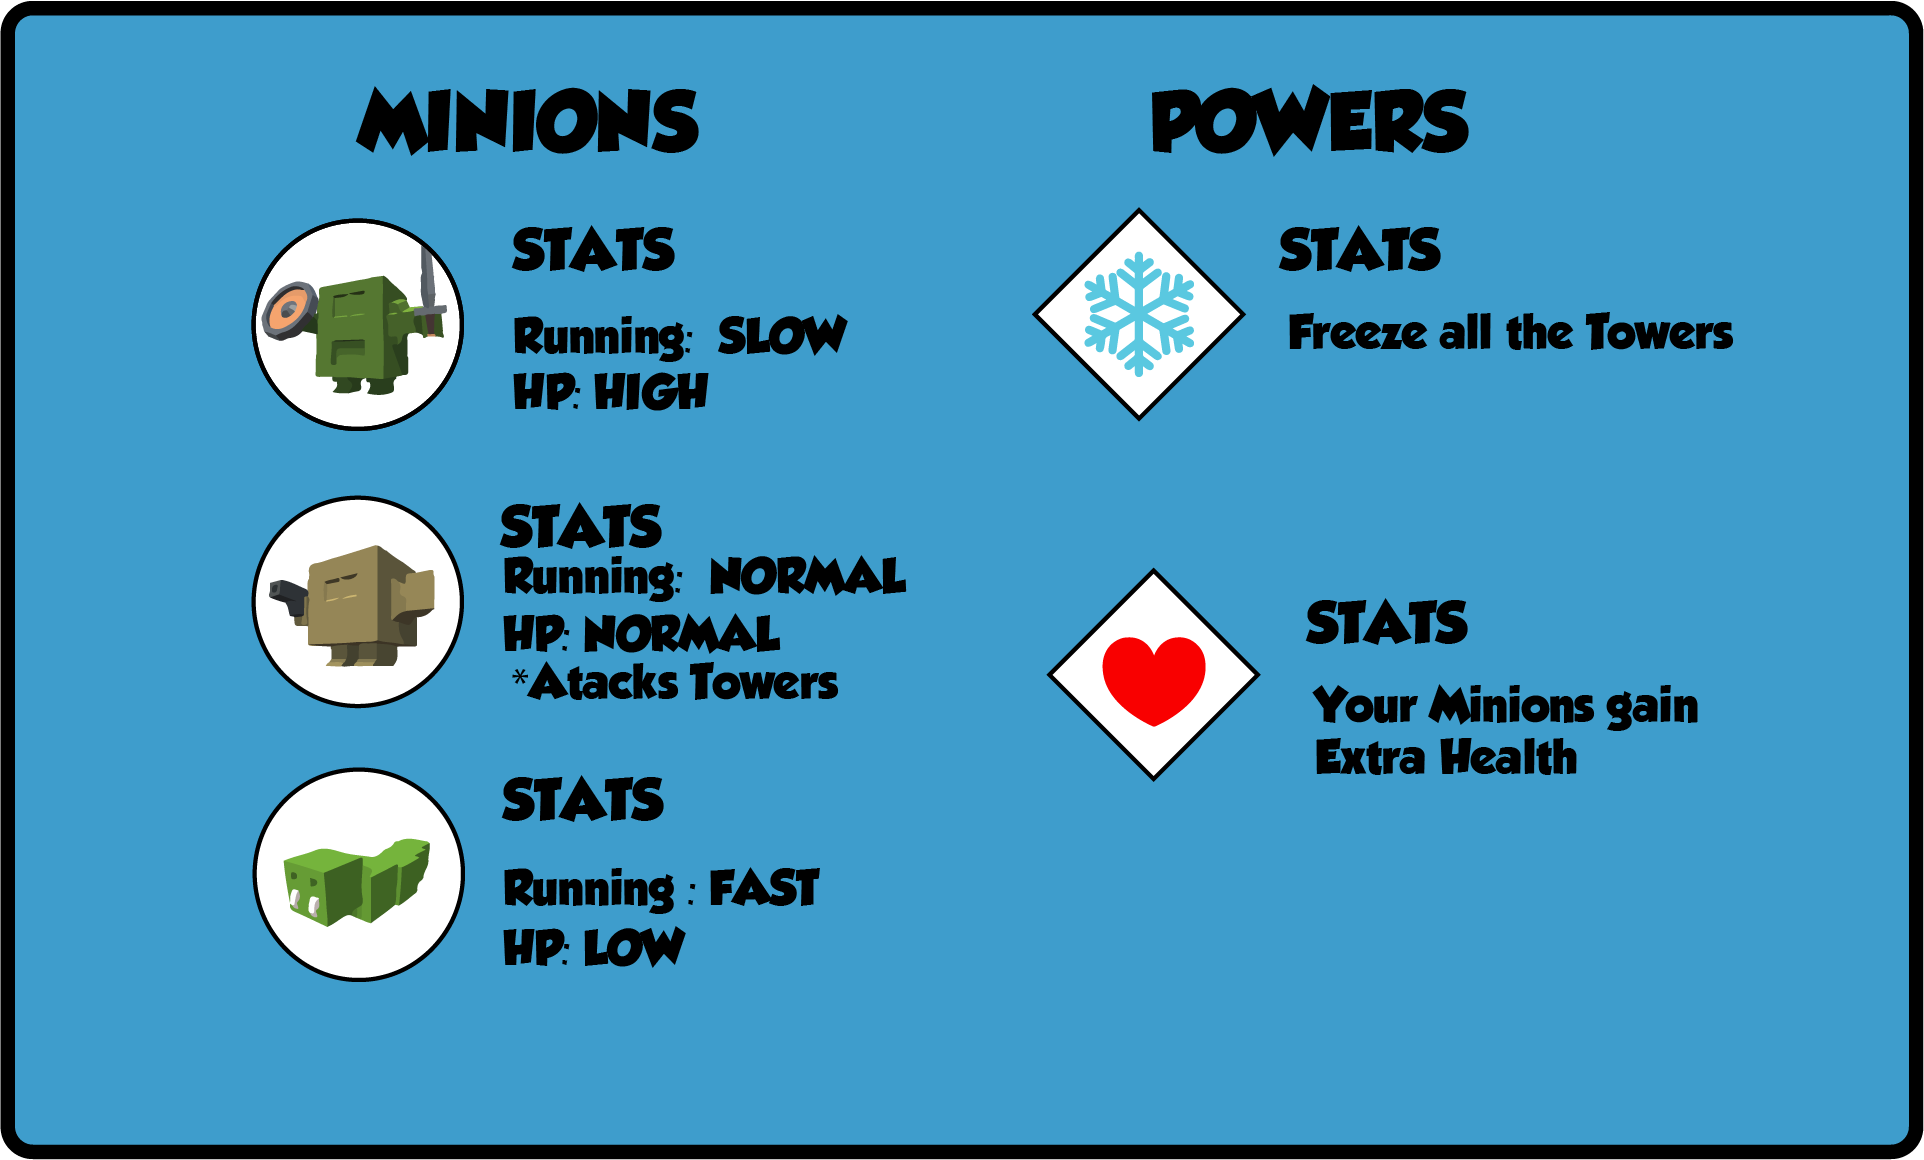 MINIONS
STATS
Running: SLOW
HP: HIGH
STATS
Running: NORMAL
HP: NORMAL
*Atacks Towers
STATS
Running : FAST
HP: LOW
POWERS
STATS
Freeze all the Towers
STATS
Your Minions gain
Extra Health